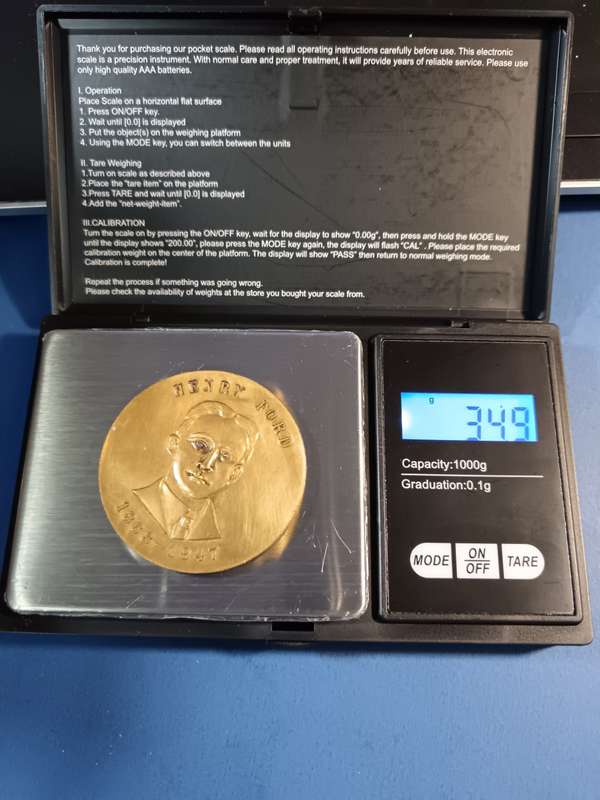 Thank you for purchasing our pocket scale. Please read all operating instructions carefully before use. This electronic
scale is a precision instrument. With normal care and proper treatment, it will provide years of reliable service. Please use
only high quality AAA batteries.
I. Operation
Place Scale on a horizontal flat surface
1. Press ON/OFF key.
2. Wait until [0.0] is displayed
3. Put the object(s) on the weighing platform
4. Using the MODE key, you can switch between the units
II. Tare Weighing
1.Turn on scale as described above
2.Place the "tare item" on the platform
3.Press TARE and wait until [0.0] is displayed
4.Add the "net-weight-item".
III.CALIBRATION
Turn the scale on by pressing the ON/OFF key, wait for the display to show "0.00g", then press and hold the MODE key
until the display shows "200.00", please press the MODE key again, the display will flash "CAL" . Please place the required
calibration weight on the center of the platform. The display will show "PASS" then return to normal weighing mode.
Calibration is complete!
Repeat the process if something was going wrong.
Please check the availability of weights at the store you bought your scale from.
HENRY FORD
1947
g
349
Capacity:1000g
Graduation:0.1g
MODE
ON
OFF
TARE